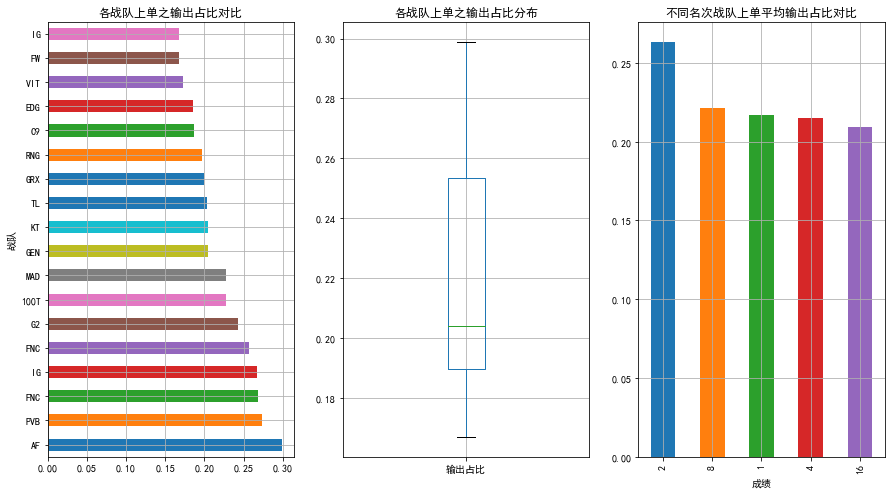 各战队上单之输出占比对比
战队
IG
FW
VIT
EDG
C9
RNG
GRX
TL
KT
GEN
MAD
100T
G2
FNC
IG
FNC
PVB
AF
0.00 0.05 0.10 0.15 0.20 0.25 0.30
各战队上单之输出占比分布
0.30
0.28
0.26
0.24
0.22
0.20
0.18
输出占比
不同名次战队上单平均输出占比对比
0.25
0.20
0.15
0.10
0.05
0.00
2 8 1 4 16
成绩